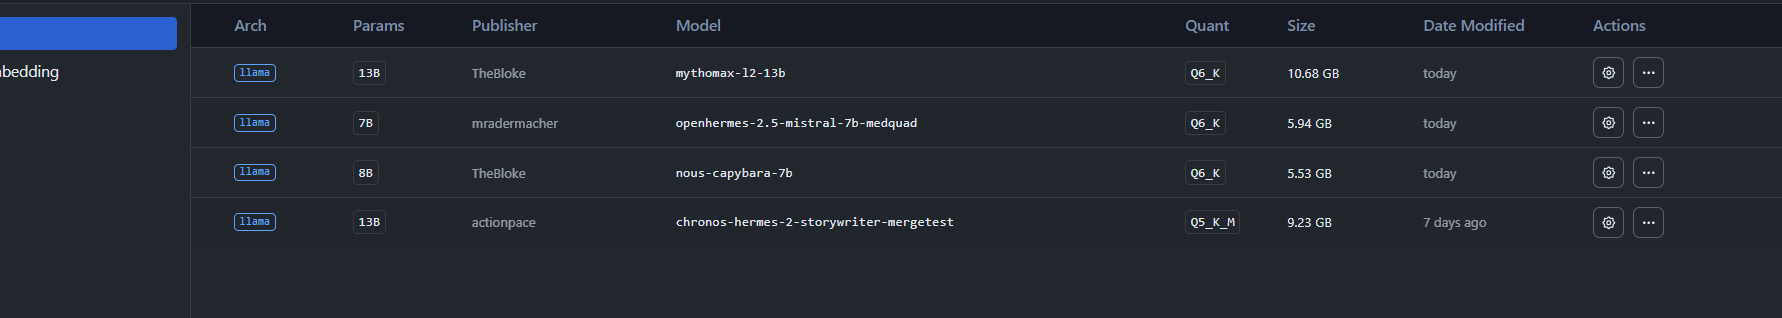 Arch Params Publisher Model Quant Size Date Modified Actions
bedding
llama 13B TheBloke mythomax-l2-13b Q6_K 10.68 GB today
llama 7B mradermacher openhermes-2.5-mistral-7b-medquad Q6_K 5.94 GB today
llama 8B TheBloke nous-capybara-7b Q6_K 5.53 GB today
llama 13B actionpace chronos-hermes-2-storywriter-mergetest Q5_K_M 9.23 GB 7 days ago